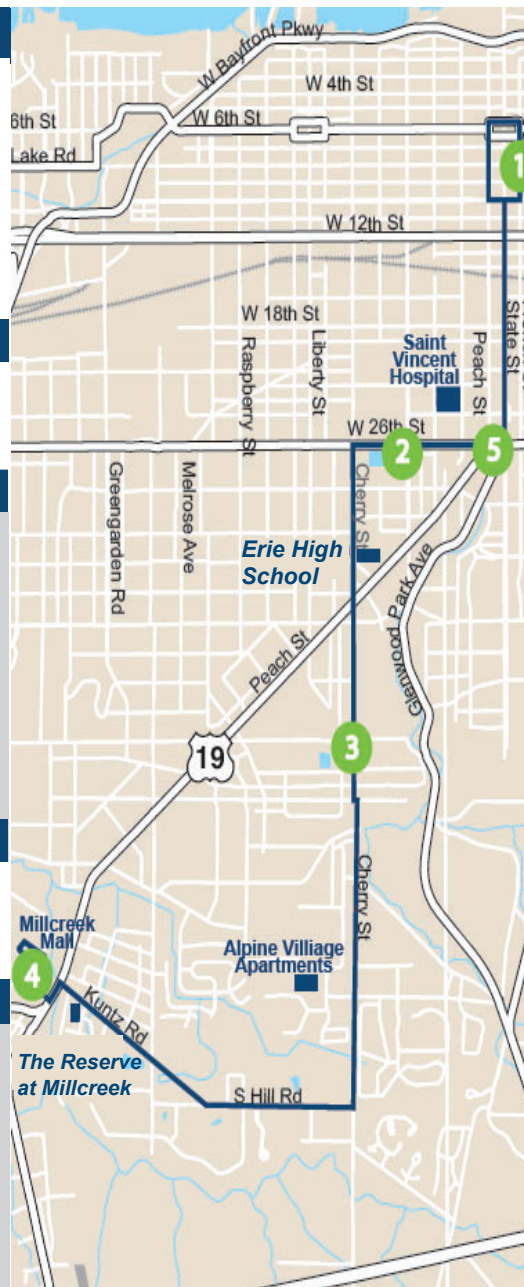 W Bayfront Pkwy
W 4th St
6th St
W 6th St
Lake Rd
1
W 12th St
W 18th St
State St
Liberty St
Raspberry St
Peach St
Saint
Vincent
Hospital
W 26th St
2
5
Cherry St
Greengarden Rd
Melrose Ave
Erie High
School
Glenwood Park Ave
Peach St
19
3
Cherry St
Millcreek
Mall
4
Alpine Villiage
Apartments
Kuntz Rd
The Reserve
at Millcreek
S Hill Rd